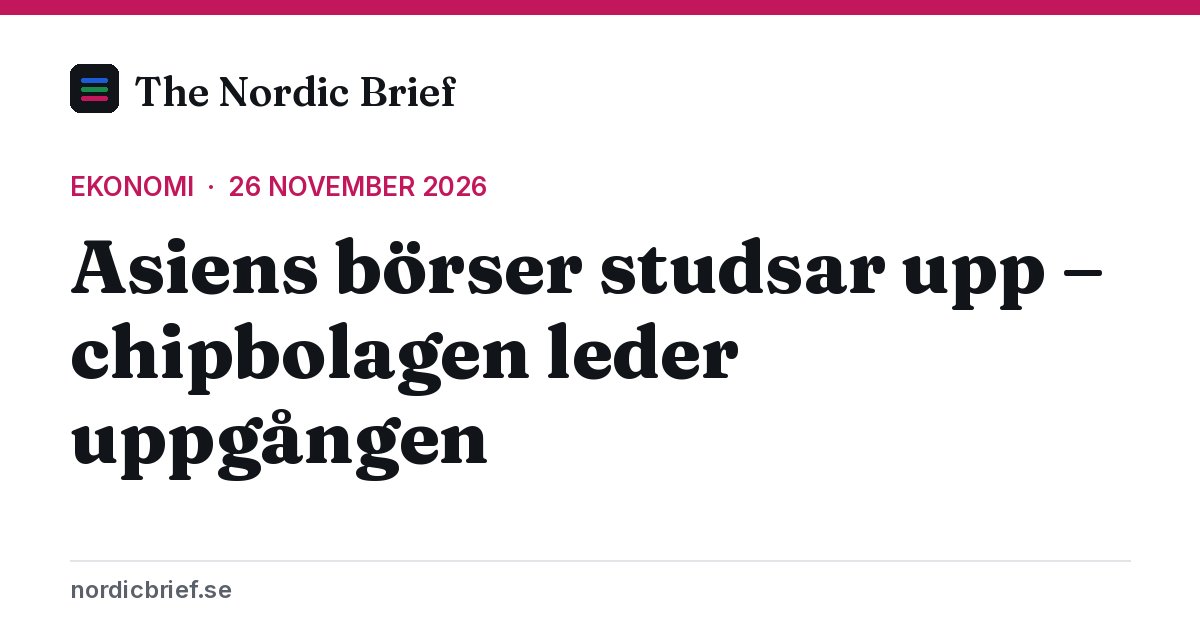 The Nordic Brief
EKONOMI · 26 NOVEMBER 2026
Asiens börser studsar upp –
chipbolagen leder
uppgången
nordicbrief.se